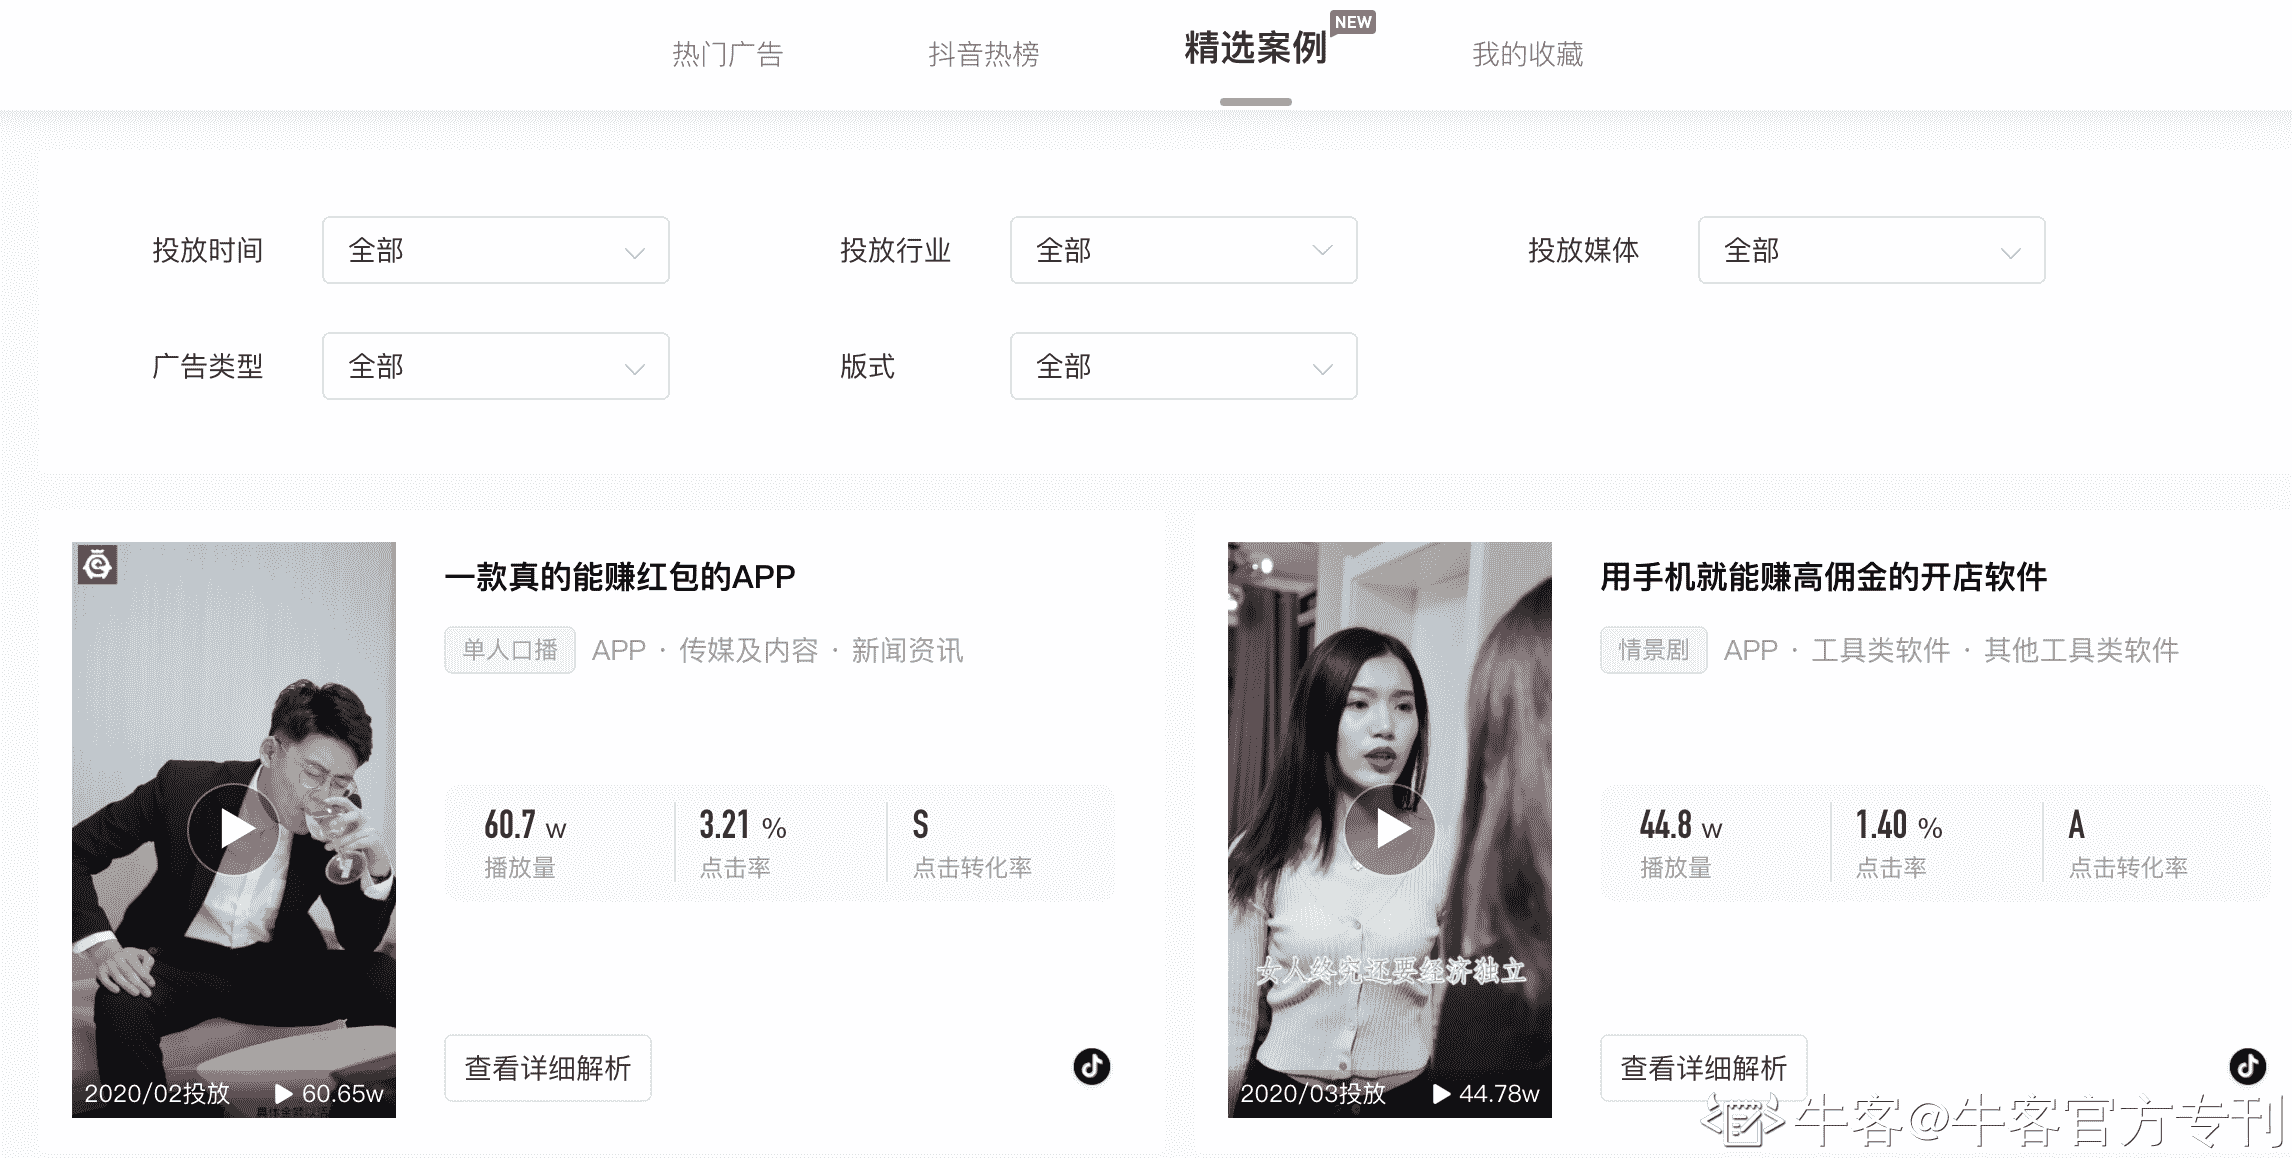 热门广告 抖音热榜 精选案例 NEW 我的收藏
投放时间 全部 投放行业 全部 投放媒体 全部
广告类型 全部 版式 全部
一款真的能赚红包的APP
单人口播 APP · 传媒及内容 · 新闻资讯
60.7 w 3.21 % S
播放量 点击率 点击转化率
查看详细解析
2020/02投放 60.65w
用手机就能赚高佣金的开店软件
情景剧 APP · 工具类软件 · 其他工具类软件
44.8 w 1.40 % A
播放量 点击率 点击转化率
女人终究还要经济独立
查看详细解析
2020/03投放 44.78w
牛客@牛客官方专刊